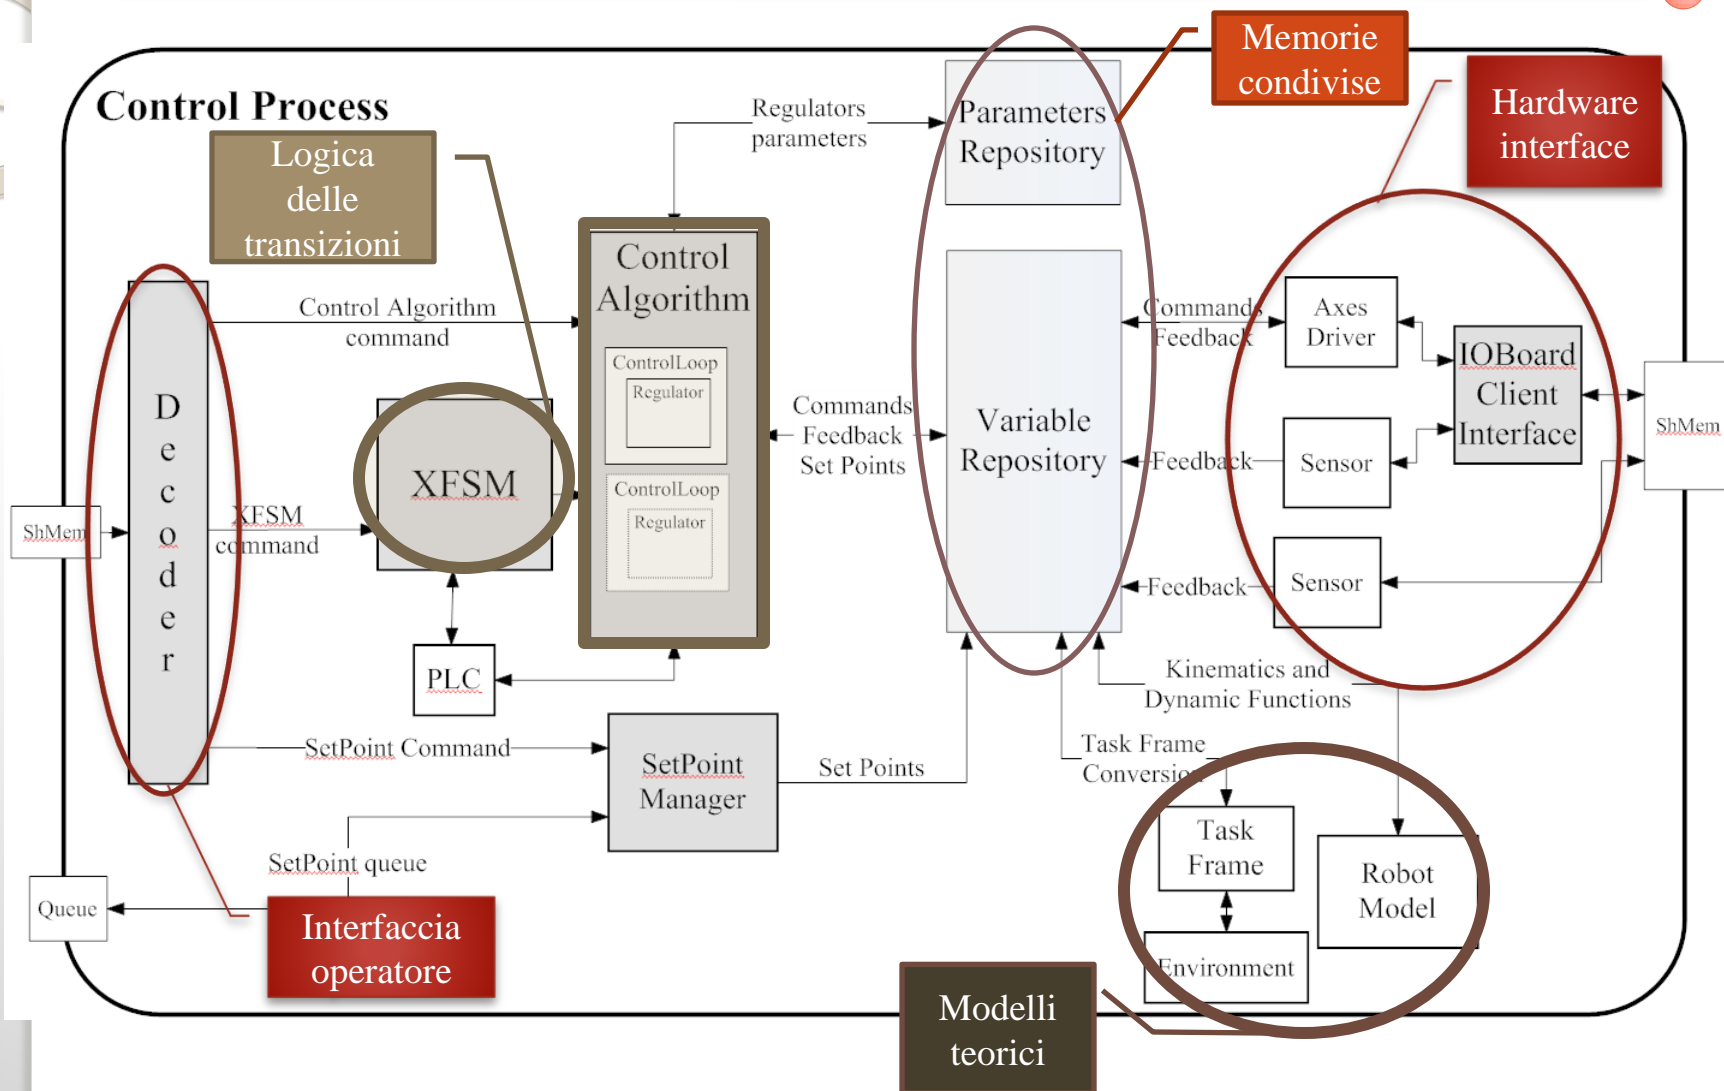 Memorie
condivise
Hardware
interface
Control Process
Logica
delle
transizioni
Regulators
parameters
Parameters
Repository
Control
Algorithm
ControlLoop
Regulator
ControlLoop
Regulator
Control Algorithm
command
D
e
c
o
d
e
r
XFSM
command
XFSM
ShMem
PLC
Commands
Feedback
Set Points
Variable
Repository
Commands
Feedback
Axes
Driver
IOBoard
Client
Interface
ShMem
Feedback
Sensor
Feedback
Sensor
Kinematics and
Dynamic Functions
Task Frame
Conversion
SetPoint Command
SetPoint
Manager
Set Points
SetPoint queue
Queue
Interfaccia
operatore
Task
Frame
Robot
Model
Environment
Modelli
teorici